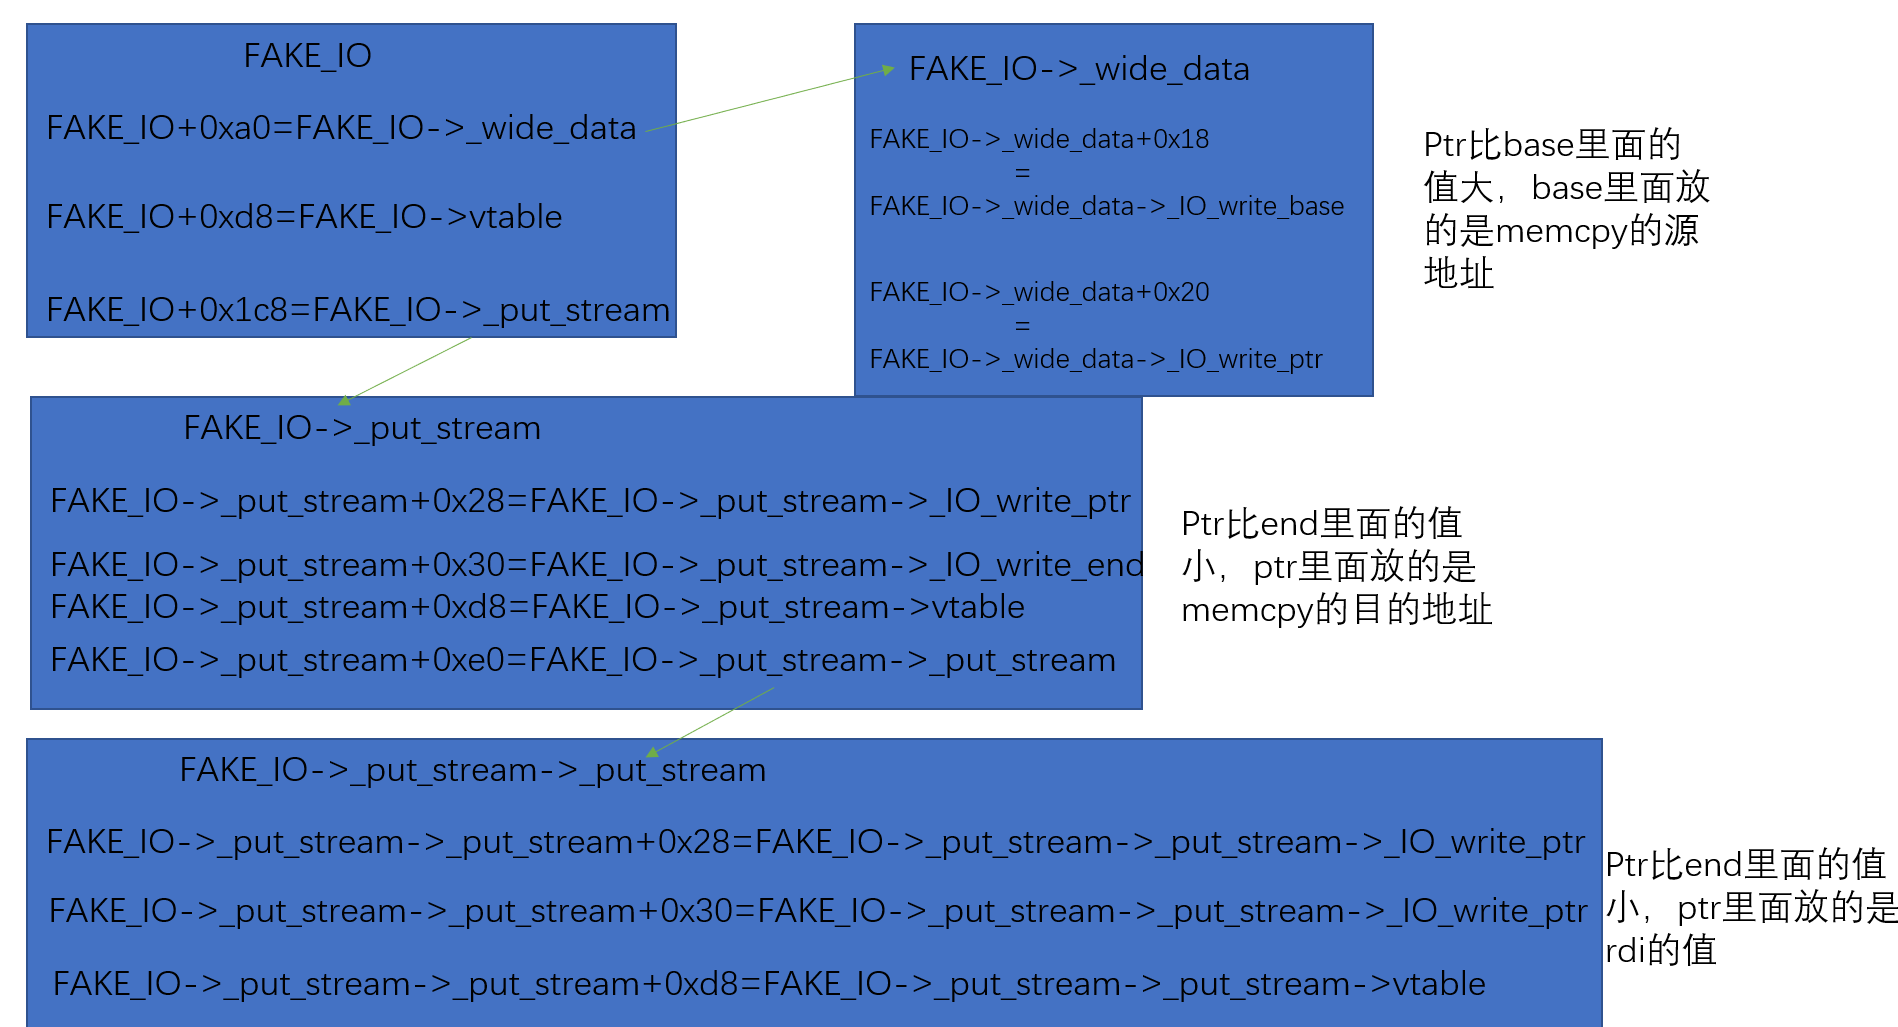 FAKE_IO
FAKE_IO+0xa0=FAKE_IO->_wide_data
FAKE_IO+0xd8=FAKE_IO->vtable
FAKE_IO+0x1c8=FAKE_IO->_put_stream
FAKE_IO->_wide_data
FAKE_IO->_wide_data+0x18
=
FAKE_IO->_wide_data->_IO_write_base
FAKE_IO->_wide_data+0x20
=
FAKE_IO->_wide_data->_IO_write_ptr
Ptr比base里面的
值大，base里面放
的是memcpy的源
地址
FAKE_IO->_put_stream
FAKE_IO->_put_stream+0x28=FAKE_IO->_put_stream->_IO_write_ptr
FAKE_IO->_put_stream+0x30=FAKE_IO->_put_stream->_IO_write_end
FAKE_IO->_put_stream+0xd8=FAKE_IO->_put_stream->vtable
FAKE_IO->_put_stream+0xe0=FAKE_IO->_put_stream->_put_stream
Ptr比end里面的值
小，ptr里面放的是
memcpy的目的地址
FAKE_IO->_put_stream->_put_stream
FAKE_IO->_put_stream->_put_stream+0x28=FAKE_IO->_put_stream->_put_stream->_IO_write_ptr
FAKE_IO->_put_stream->_put_stream+0x30=FAKE_IO->_put_stream->_put_stream->_IO_write_ptr
FAKE_IO->_put_stream->_put_stream+0xd8=FAKE_IO->_put_stream->_put_stream->vtable
Ptr比end里面的值
小，ptr里面放的是
rdi的值